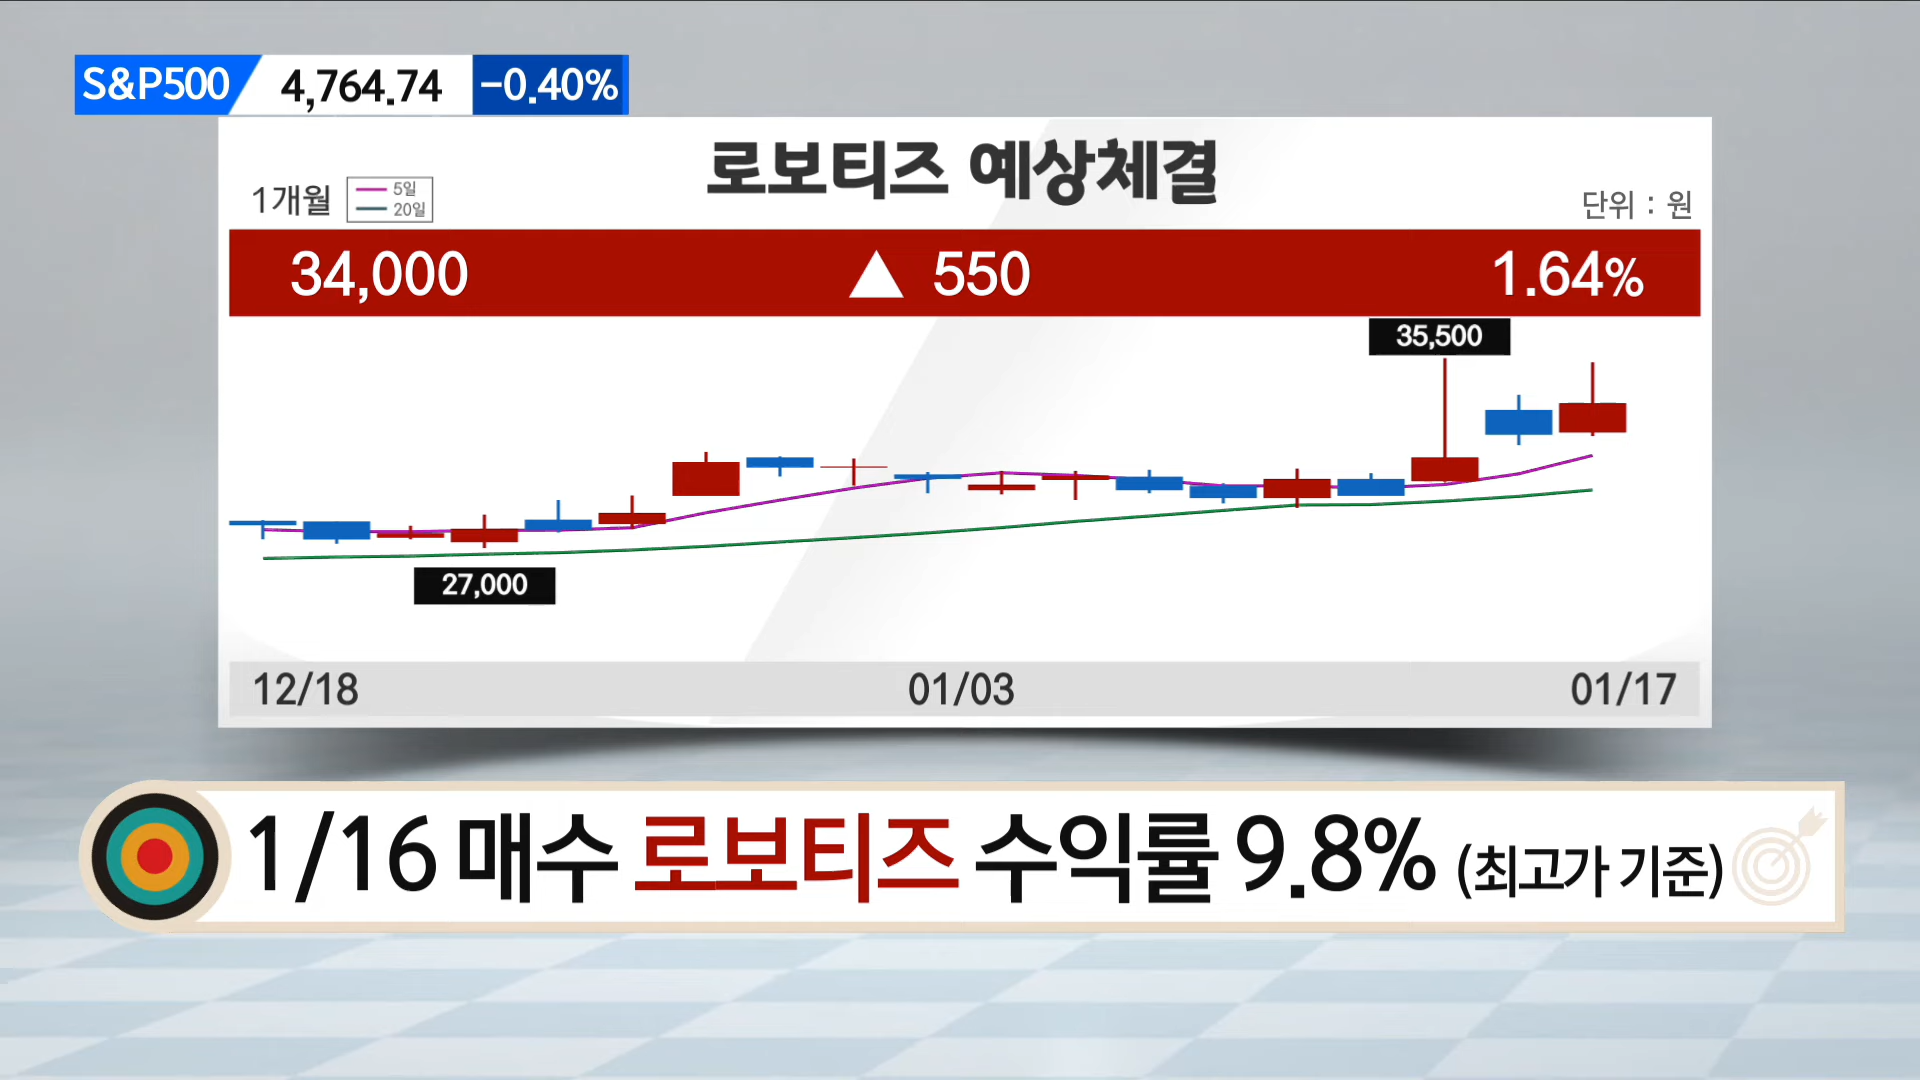 S&P500 4,764.74 -0.40%
로보티즈 예상체결
1개월
5일
20일
단위 : 원
34,000 ▲ 550 1.64%
35,500
27,000
12/18 01/03 01/17
1/16 매수 로보티즈 수익률 9.8% (최고가 기준)